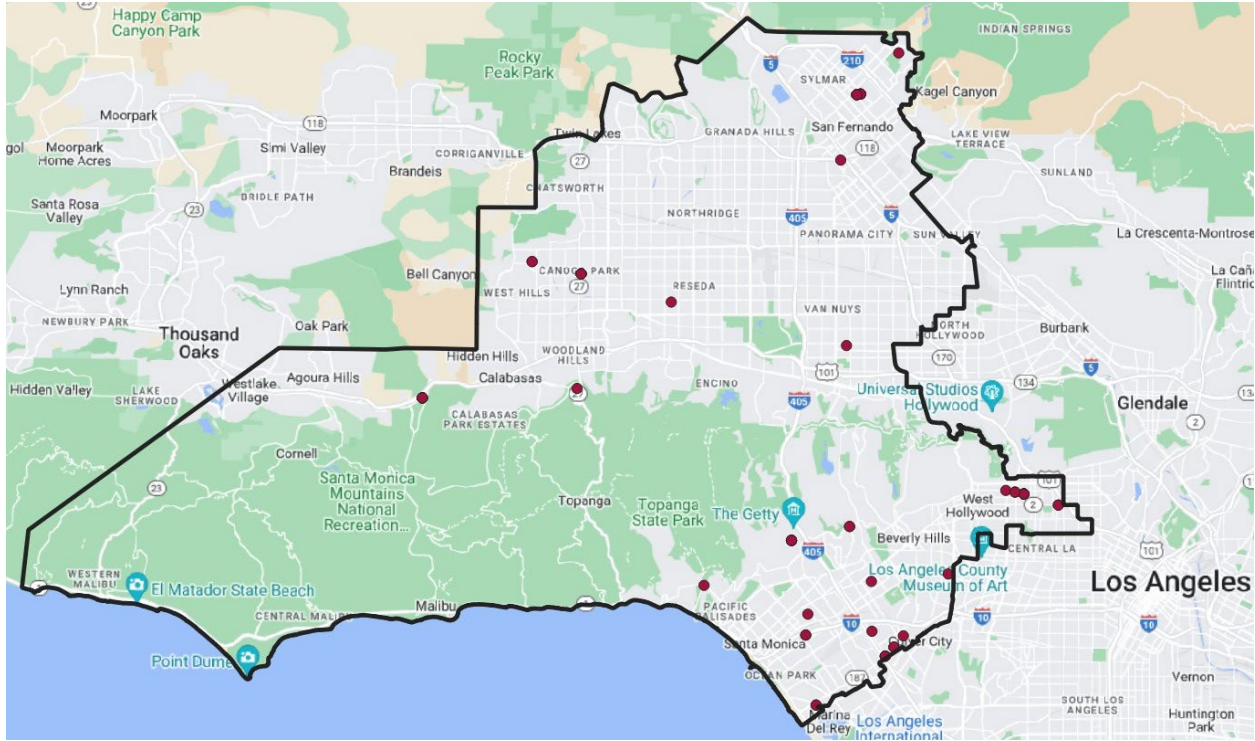 23
Happy Camp
Canyon Park
INDIAN SPRINGS
Rocky
Peak Park
5
210
SYLMAR
Kagel Canyon
Moorpark
118
Twin Lakes
GRANADA HILLS
San Fernando
LAKE VIEW
TERRACE
Moorpark
Home Acres
Simi Valley
CORRIGANVILLE
27
118
Brandeis
SUNLAND
BRIDLE PATH
CHATSWORTH
Santa Rosa
Valley
23
NORTHRIDGE
405
5
PANORAMA CITY
SUN VALLEY
La Crescenta-Montrose
Bell Canyon
CANOGA PARK
27
La Cañ
Flintric
Lynn Ranch
WEST HILLS
RESEDA
NEWBURY PARK
Oak Park
VAN NUYS
NORTH
HOLLYWOOD
Burbank
Thousand
Oaks
Hidden Hills
WOODLAND
HILLS
170
5
101
Hidden Valley
LAKE
SHERWOOD
Westlake
Village
Agoura Hills
Calabasas
27
ENCINO
405
Universal Studios
Hollywood
134
134
Glendale
CALABASAS
PARK ESTATES
2
Cornell
Santa Monica
Mountains
National
Recreation...
101
23
Topanga
Topanga
State Park
The Getty
West
Hollywood
2
Beverly Hills
CENTRAL LA
101
405
WESTERN
MALIBU
El Matador State Beach
Los Angeles County
Museum of Art
Los Angeles
CENTRAL MALIBU
Malibu
PACIFIC
PALISADES
10
10
10
Santa Monica
Culver City
Point Dume
OCEAN PARK
187
Vernon
SOUTH LOS
ANGELES
Marina
Del Rey
Los Angeles
International
Huntington
Park